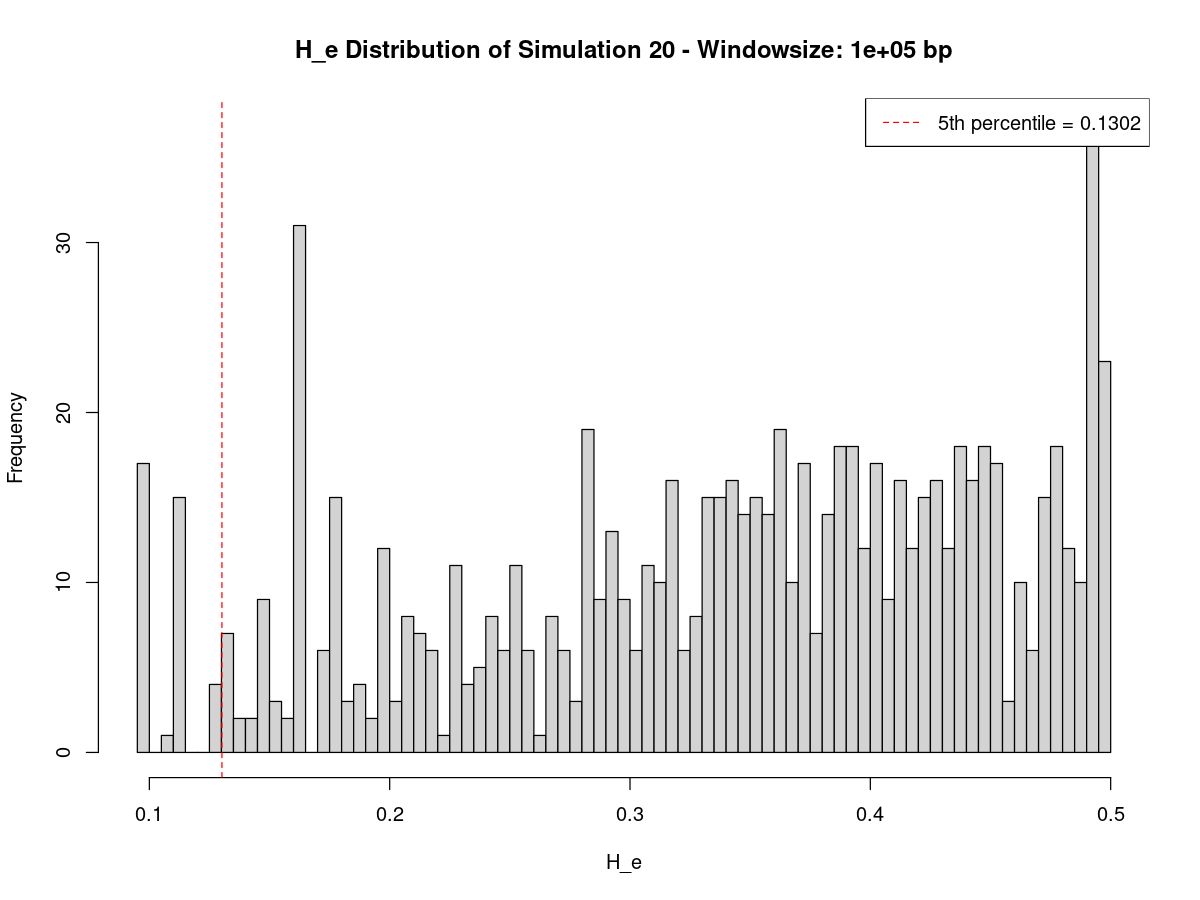 H_e Distribution of Simulation 20 - Windowsize: 1e+05 bp
5th percentile = 0.1302
Frequency
30
20
10
0
0.1 0.2 0.3 0.4 0.5
H_e